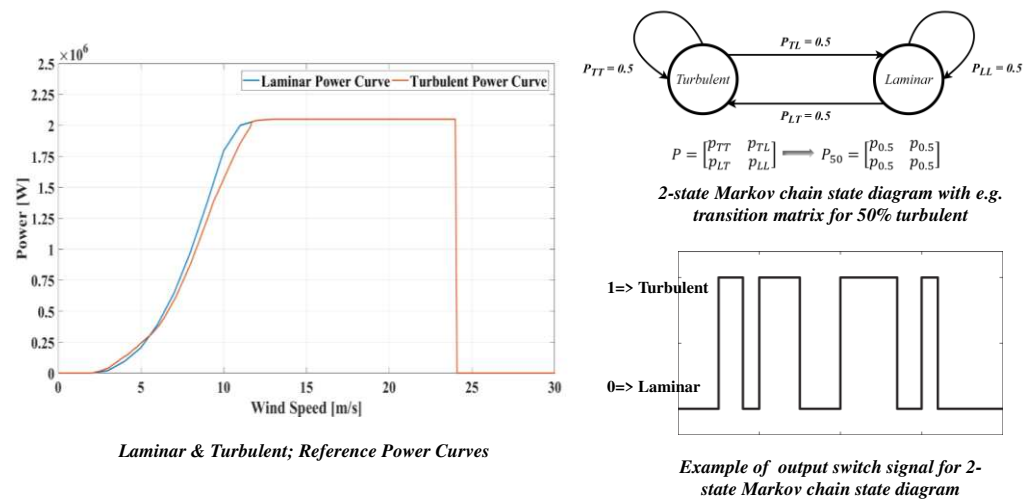 ×10⁶
2.5
2.25
2
1.75
1.5
1.25
1
0.75
0.5
0.25
0
Power [W]
Laminar Power Curve
Turbulent Power Curve
0 5 10 15 20 25 30
Wind Speed [m/s]
Laminar & Turbulent; Reference Power Curves
P_TT = 0.5
Turbulent
P_TL = 0.5
P_LT = 0.5
Laminar
P_LL = 0.5
P = [p_TT p_TL; p_LT p_LL] ⟹ P_50 = [p_0.5 p_0.5; p_0.5 p_0.5]
2-state Markov chain state diagram with e.g.
transition matrix for 50% turbulent
1=> Turbulent
0=> Laminar
Example of output switch signal for 2-
state Markov chain state diagram